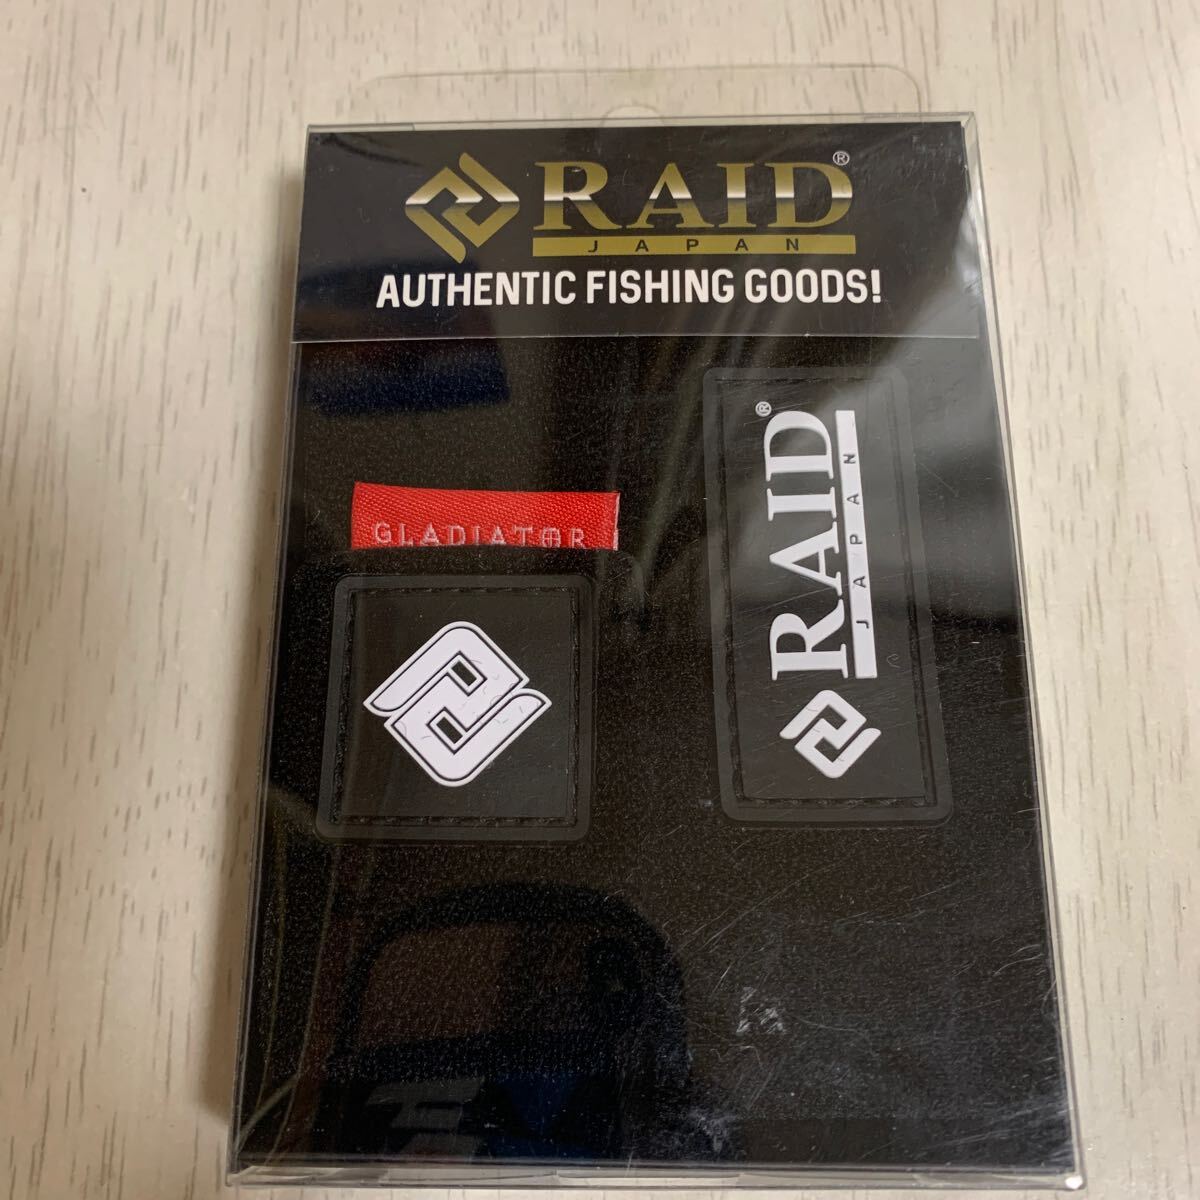 RAID®
JAPAN
AUTHENTIC FISHING GOODS!
GLADIATOR
RAID®
JAPAN